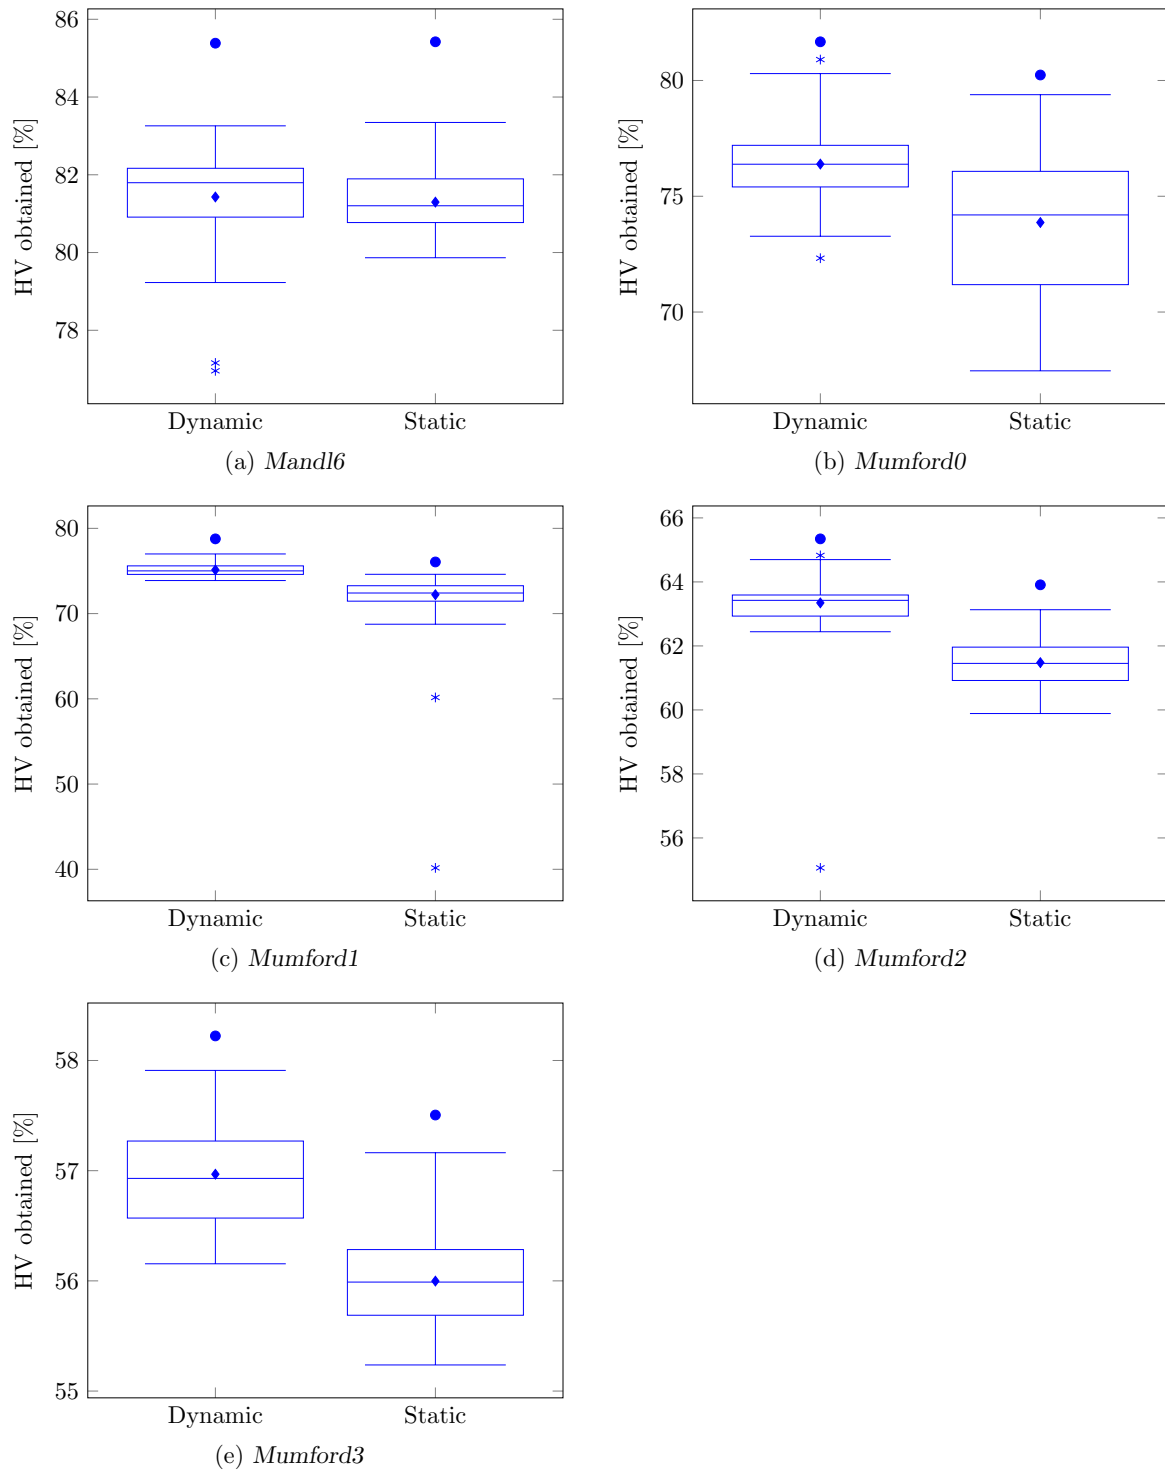 86
84
82
80
78
HV obtained [%]
Dynamic
Static
(a) Mandl6
80
75
70
HV obtained [%]
Dynamic
Static
(b) Mumford0
80
70
60
50
40
HV obtained [%]
Dynamic
Static
(c) Mumford1
66
64
62
60
58
56
HV obtained [%]
Dynamic
Static
(d) Mumford2
58
57
56
55
HV obtained [%]
Dynamic
Static
(e) Mumford3